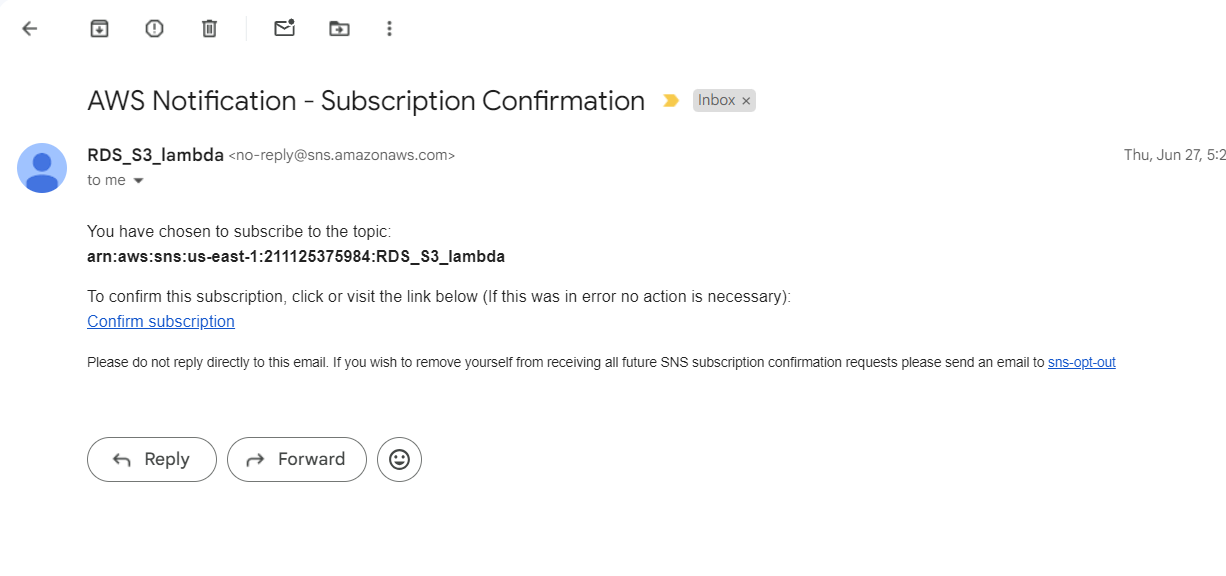 AWS Notification - Subscription Confirmation Inbox ×
RDS_S3_lambda <no-reply@sns.amazonaws.com> Thu, Jun 27, 5:2
to me
You have chosen to subscribe to the topic:
arn:aws:sns:us-east-1:211125375984:RDS_S3_lambda
To confirm this subscription, click or visit the link below (If this was in error no action is necessary):
Confirm subscription
Please do not reply directly to this email. If you wish to remove yourself from receiving all future SNS subscription confirmation requests please send an email to sns-opt-out
Reply Forward